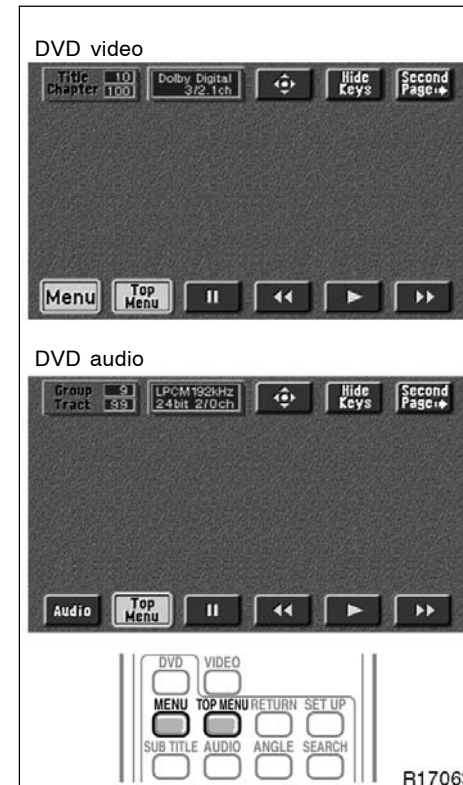 DVD video
Title 10
Chapter 100
Dolby Digital
3/2.1ch
Hide
Keys
Second
Page
Menu
Top
Menu
DVD audio
Group 9
Track 99
LPCM192kHz
24bit 2/0ch
Hide
Keys
Second
Page
Audio
Top
Menu
DVD VIDEO
MENU TOP MENU RETURN SET UP
SUB TITLE AUDIO ANGLE SEARCH